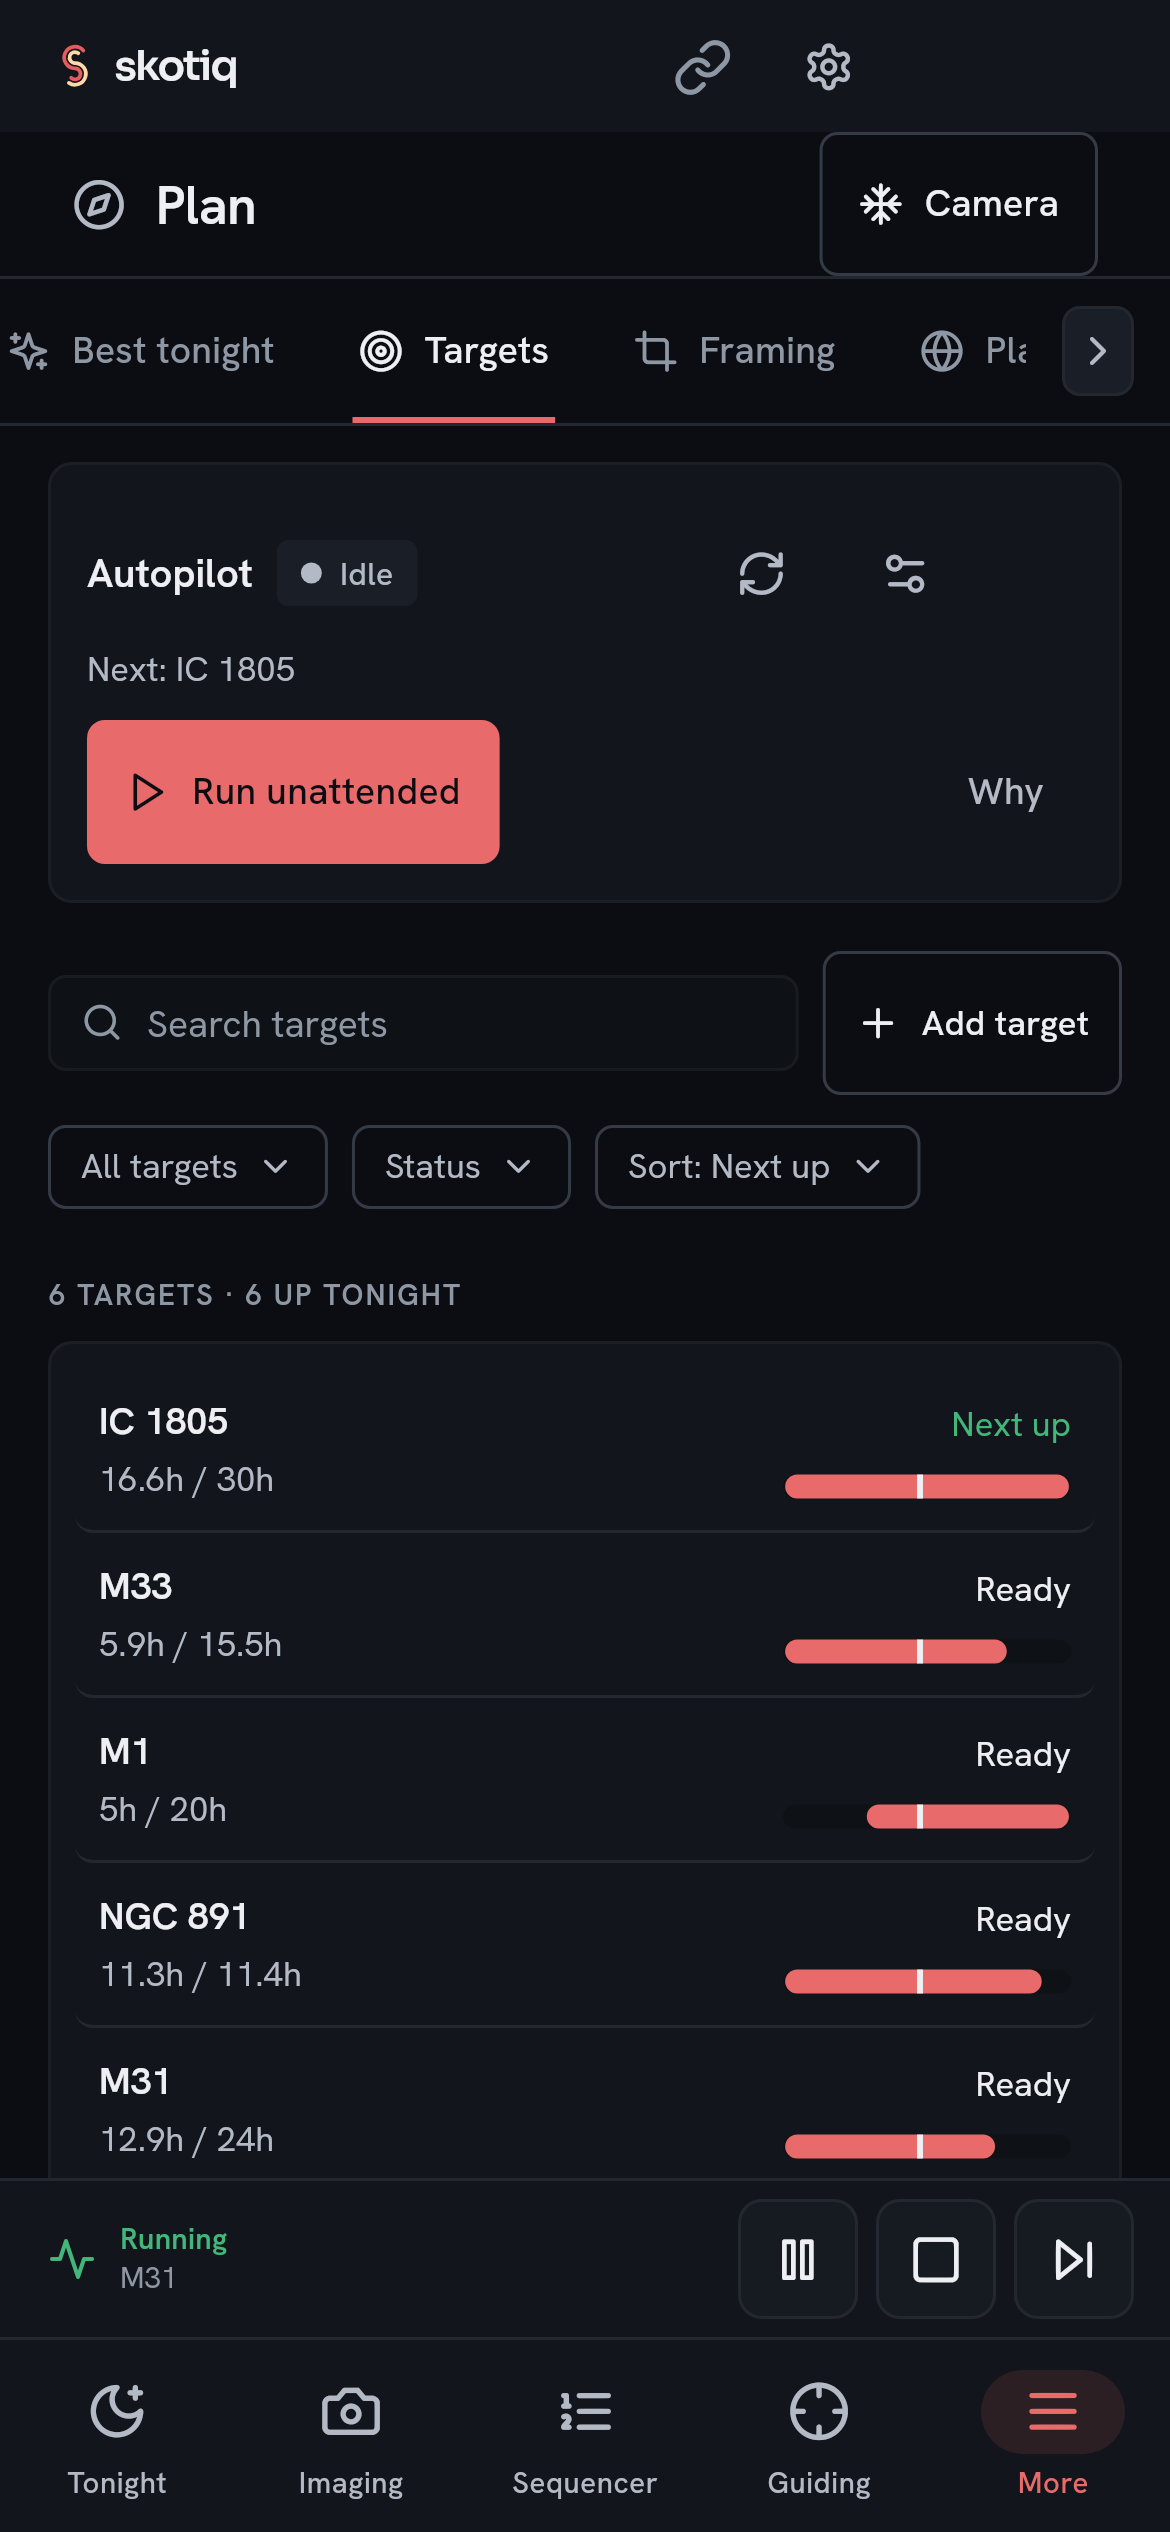 skotiq
Plan
Camera
Best tonight
Targets
Framing
Pla
Autopilot
Idle
Next: IC 1805
Run unattended
Why
Search targets
Add target
All targets
Status
Sort: Next up
6 TARGETS · 6 UP TONIGHT
IC 1805
Next up
16.6h / 30h
M33
Ready
5.9h / 15.5h
M1
Ready
5h / 20h
NGC 891
Ready
11.3h / 11.4h
M31
Ready
12.9h / 24h
Running
M31
Tonight
Imaging
Sequencer
Guiding
More